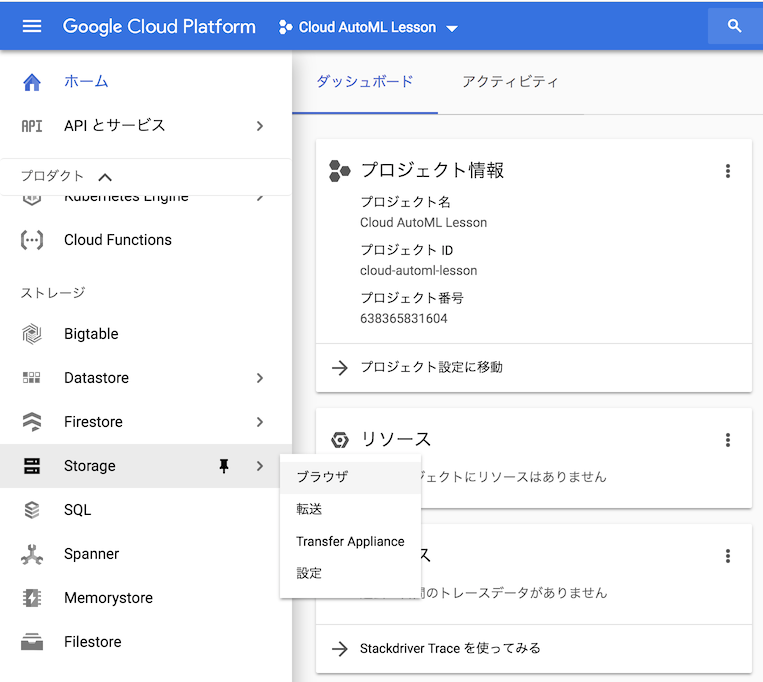 Google Cloud Platform
Cloud AutoML Lesson
ホーム
API API とサービス
プロダクト
Kubernetes Engine
Cloud Functions
ストレージ
Bigtable
Datastore
Firestore
Storage
SQL
Spanner
Memorystore
Filestore
ブラウザ
転送
Transfer Appliance
設定
ダッシュボード
アクティビティ
プロジェクト情報
プロジェクト名
Cloud AutoML Lesson
プロジェクト ID
cloud-automl-lesson
プロジェクト番号
638365831604
プロジェクト設定に移動
リソース
ジェクトにリソースはありません
ス
間のトレースデータがありません
Stackdriver Trace を使ってみる